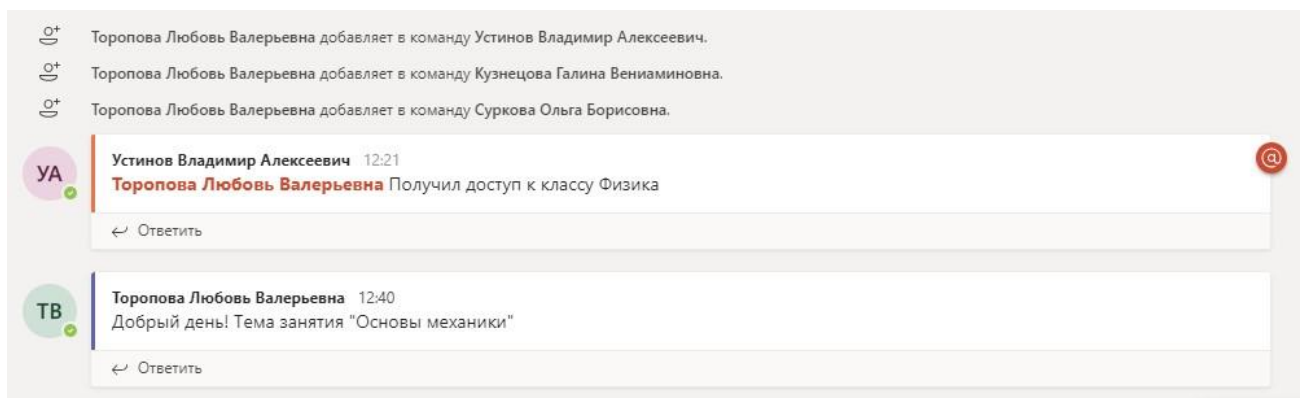 Торопова Любовь Валерьевна добавляет в команду Устинов Владимир Алексеевич.
Торопова Любовь Валерьевна добавляет в команду Кузнецова Галина Вениаминовна.
Торопова Любовь Валерьевна добавляет в команду Суркова Ольга Борисовна.
УА
Устинов Владимир Алексеевич 12:21
@
Торопова Любовь Валерьевна Получил доступ к классу Физика
Ответить
ТВ
Торопова Любовь Валерьевна 12:40
Добрый день! Тема занятия "Основы механики"
Ответить